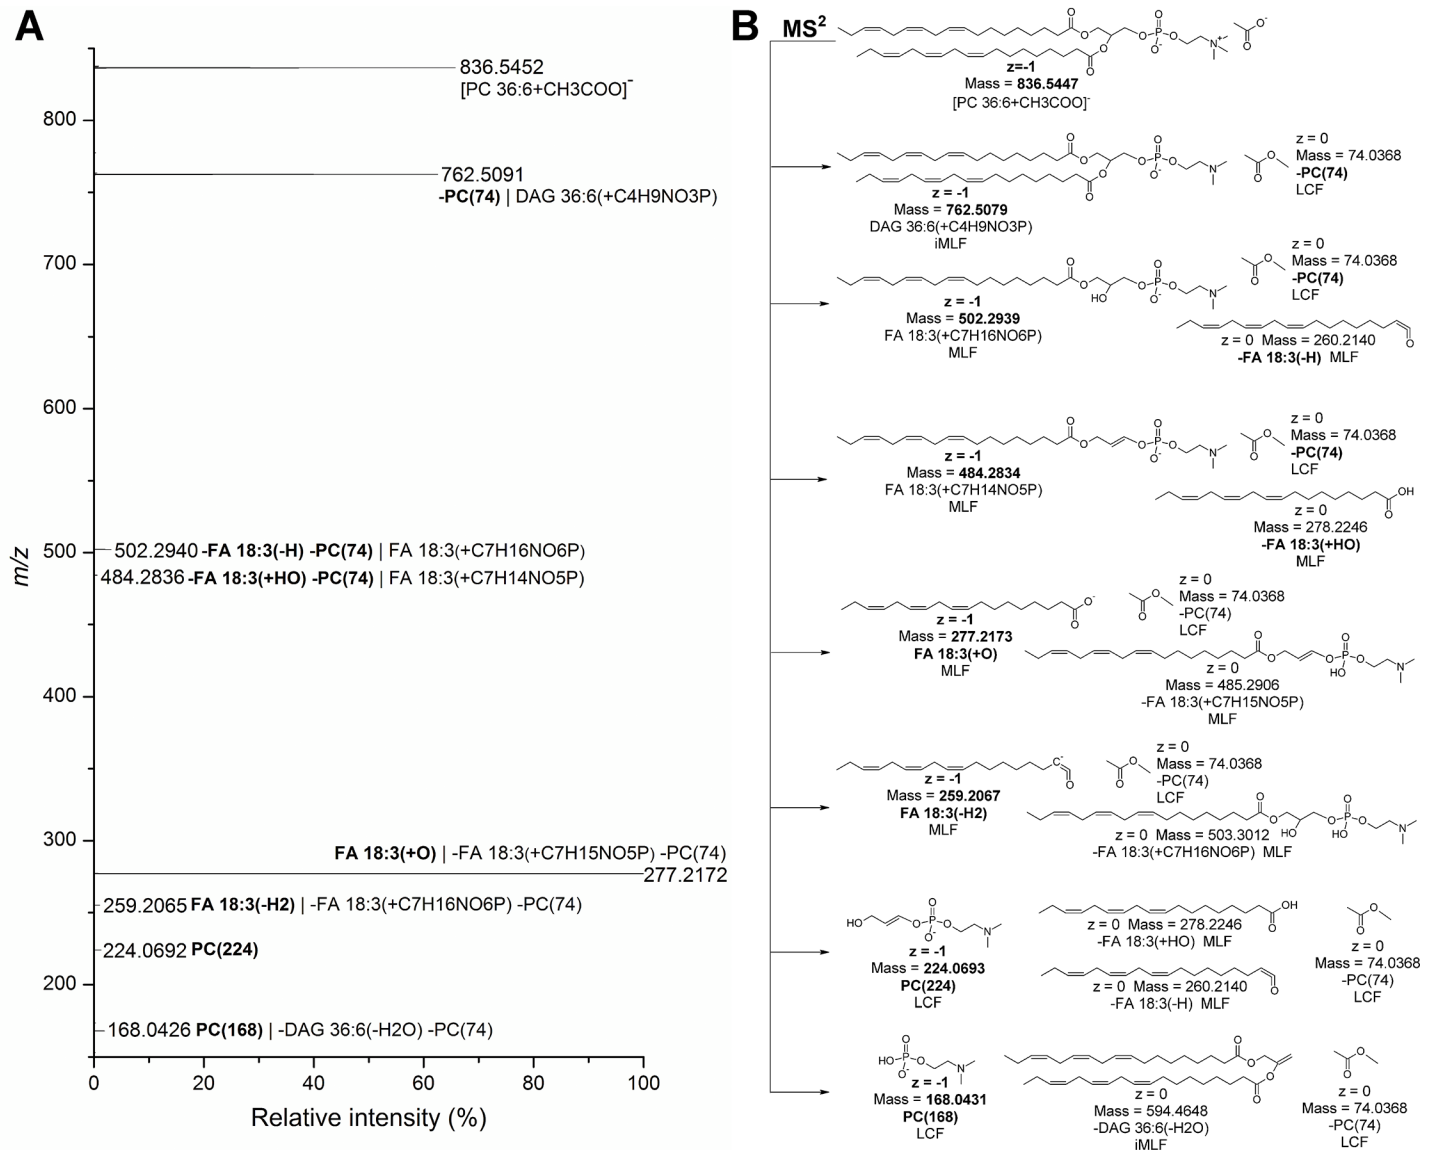 A
836.5452
[PC 36:6+CH3COO]-
800
762.5091
-PC(74) | DAG 36:6(+C4H9NO3P)
700
600
m/z
500
502.2940 -FA 18:3(-H) -PC(74) | FA 18:3(+C7H16NO6P)
484.2836 -FA 18:3(+HO) -PC(74) | FA 18:3(+C7H14NO5P)
400
300
FA 18:3(+O) | -FA 18:3(+C7H15NO5P) -PC(74)
277.2172
259.2065 FA 18:3(-H2) | -FA 18:3(+C7H16NO6P) -PC(74)
224.0692 PC(224)
200
168.0426 PC(168) | -DAG 36:6(-H2O) -PC(74)
0 20 40 60 80 100
Relative intensity (%)
B
MS2
z=-1
Mass = 836.5447
[PC 36:6+CH3COO]-
z = -1
Mass = 762.5079
DAG 36:6(+C4H9NO3P)
iMLF
z = 0
Mass = 74.0368
-PC(74)
LCF
z = -1
Mass = 502.2939
FA 18:3(+C7H16NO6P)
MLF
z = 0
Mass = 74.0368
-PC(74)
LCF
z = 0 Mass = 260.2140
-FA 18:3(-H) MLF
z = -1
Mass = 484.2834
FA 18:3(+C7H14NO5P)
MLF
z = 0
Mass = 74.0368
-PC(74)
LCF
z = 0
Mass = 278.2246
-FA 18:3(+HO)
MLF
z = -1
Mass = 277.2173
FA 18:3(+O)
MLF
z = 0
Mass = 74.0368
-PC(74)
LCF
z = 0
Mass = 485.2906
-FA 18:3(+C7H15NO5P)
MLF
z = -1
Mass = 259.2067
FA 18:3(-H2)
MLF
z = 0
Mass = 74.0368
-PC(74)
LCF
z = 0 Mass = 503.3012
-FA 18:3(+C7H16NO6P) MLF
z = -1
Mass = 224.0693
PC(224)
LCF
z = 0 Mass = 278.2246
-FA 18:3(+HO) MLF
z = 0 Mass = 260.2140
-FA 18:3(-H) MLF
z = 0
Mass = 74.0368
-PC(74)
LCF
z = -1
Mass = 168.0431
PC(168)
LCF
z = 0
Mass = 594.4648
-DAG 36:6(-H2O)
iMLF
z = 0
Mass = 74.0368
-PC(74)
LCF